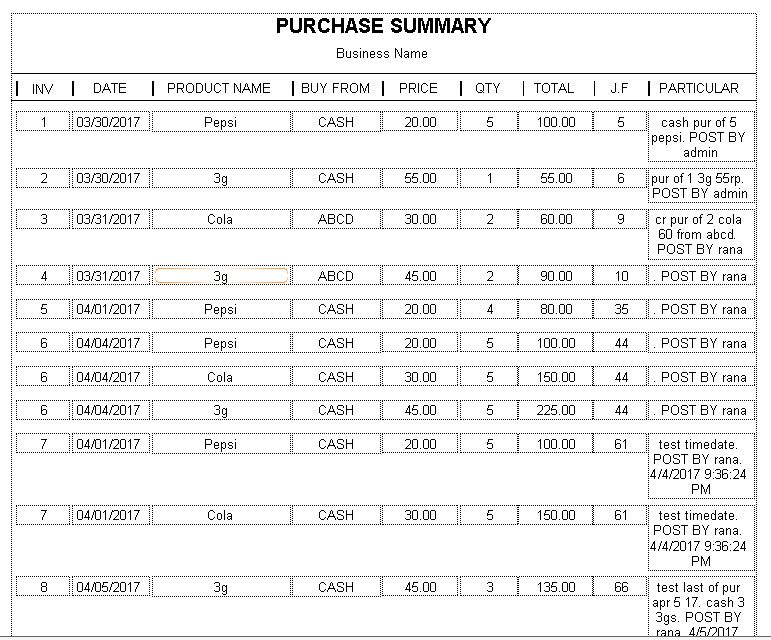 PURCHASE SUMMARY
Business Name
INV DATE PRODUCT NAME BUY FROM PRICE QTY TOTAL J.F PARTICULAR
1 03/30/2017 Pepsi CASH 20.00 5 100.00 5 cash pur of 5
pepsi. POST BY
admin
2 03/30/2017 3g CASH 55.00 1 55.00 6 pur of 1 3g 55rp.
POST BY admin
3 03/31/2017 Cola ABCD 30.00 2 60.00 9 cr pur of 2 cola
60 from abcd.
POST BY rana
4 03/31/2017 3g ABCD 45.00 2 90.00 10 . POST BY rana
5 04/01/2017 Pepsi CASH 20.00 4 80.00 35 . POST BY rana
6 04/04/2017 Pepsi CASH 20.00 5 100.00 44 . POST BY rana
6 04/04/2017 Cola CASH 30.00 5 150.00 44 . POST BY rana
6 04/04/2017 3g CASH 45.00 5 225.00 44 . POST BY rana
7 04/01/2017 Pepsi CASH 20.00 5 100.00 61 test timedate.
POST BY rana.
4/4/2017 9:36:24
PM
7 04/01/2017 Cola CASH 30.00 5 150.00 61 test timedate.
POST BY rana.
4/4/2017 9:36:24
PM
8 04/05/2017 3g CASH 45.00 3 135.00 66 test last of pur
apr 5 17. cash 3
3gs. POST BY
rana. 4/5/2017